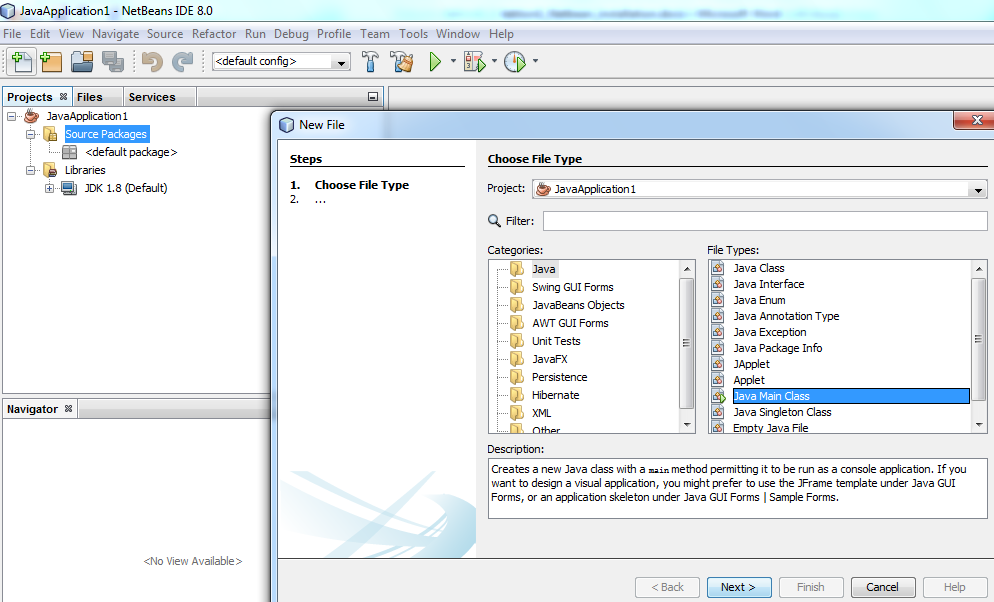 JavaApplication1 - NetBeans IDE 8.0
File Edit View Navigate Source Refactor Run Debug Profile Team Tools Window Help
<default config>
Projects Files Services
JavaApplication1
Source Packages
<default package>
Libraries
JDK 1.8 (Default)
Navigator
<No View Available>
New File
Steps
1. Choose File Type
2. ...
Choose File Type
Project: JavaApplication1
Filter:
Categories:
Java
Swing GUI Forms
JavaBeans Objects
AWT GUI Forms
Unit Tests
JavaFX
Persistence
Hibernate
XML
Other
File Types:
Java Class
Java Interface
Java Enum
Java Annotation Type
Java Exception
Java Package Info
JApplet
Applet
Java Main Class
Java Singleton Class
Empty Java File
Description:
Creates a new Java class with a main method permitting it to be run as a console application. If you
want to design a visual application, you might prefer to use the JFrame template under Java GUI
Forms, or an application skeleton under Java GUI Forms | Sample Forms.
< Back Next > Finish Cancel Help